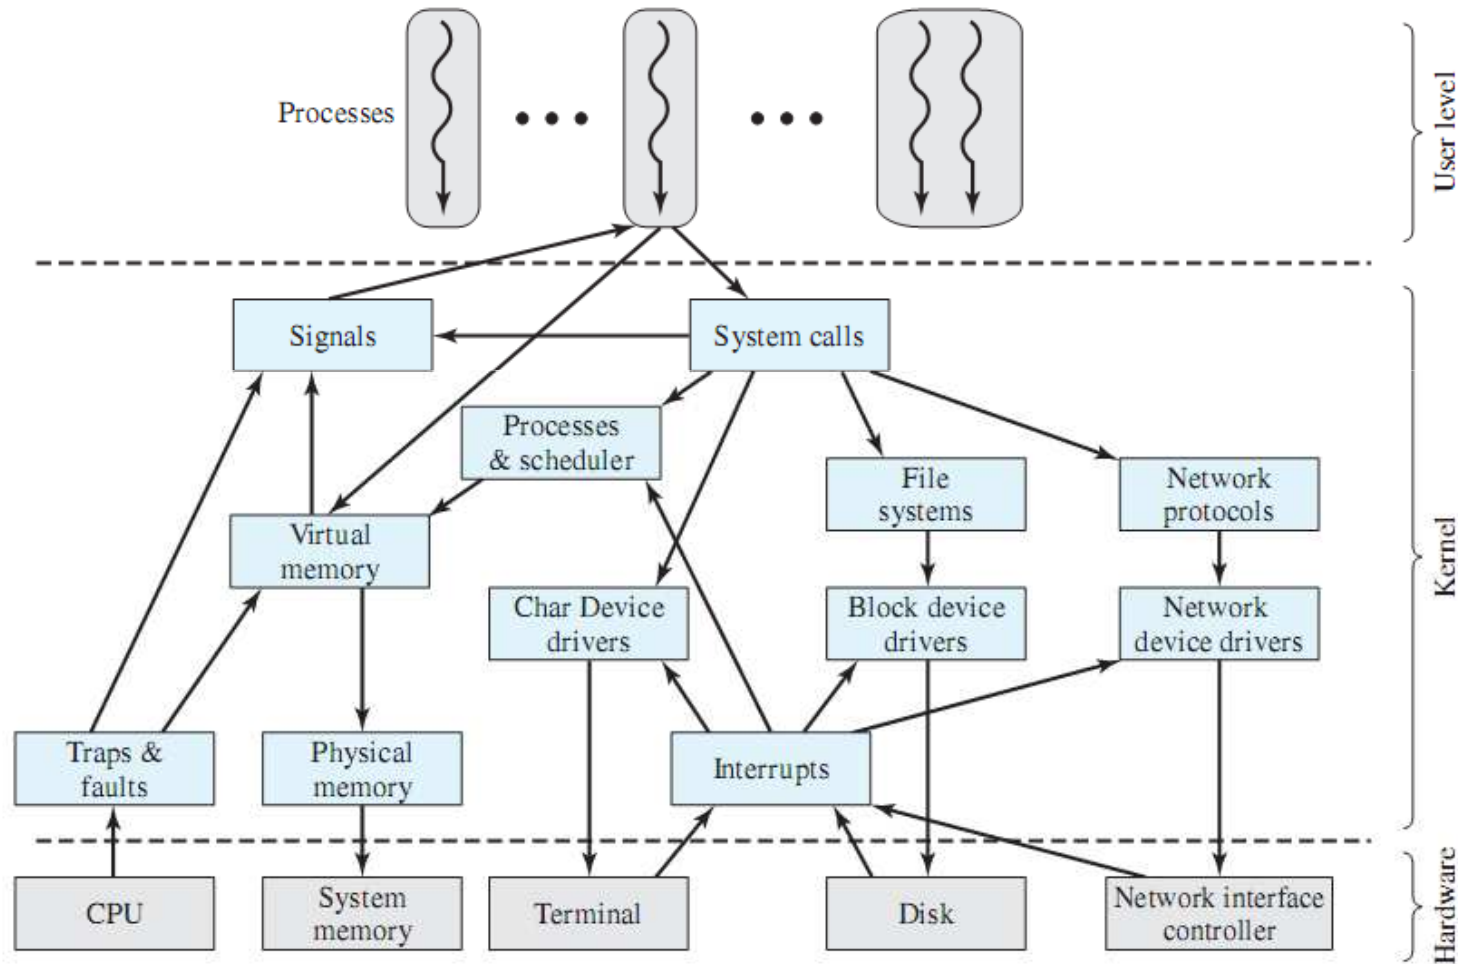 Processes
User level
Signals
System calls
Processes
& scheduler
File
systems
Network
protocols
Virtual
memory
Kernel
Char Device
drivers
Block device
drivers
Network
device drivers
Traps &
faults
Physical
memory
Interrupts
CPU
System
memory
Terminal
Disk
Network interface
controller
Hardware